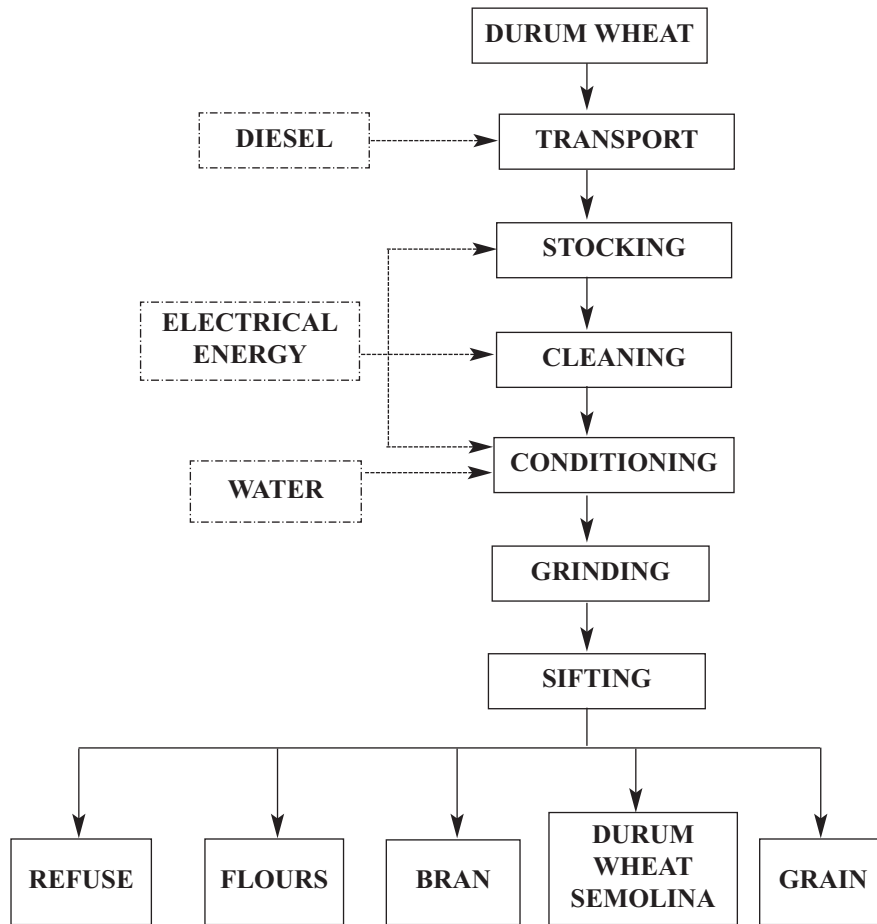 DURUM WHEAT
DIESEL
TRANSPORT
STOCKING
ELECTRICAL
ENERGY
CLEANING
CONDITIONING
WATER
GRINDING
SIFTING
REFUSE
FLOURS
BRAN
DURUM
WHEAT
SEMOLINA
GRAIN